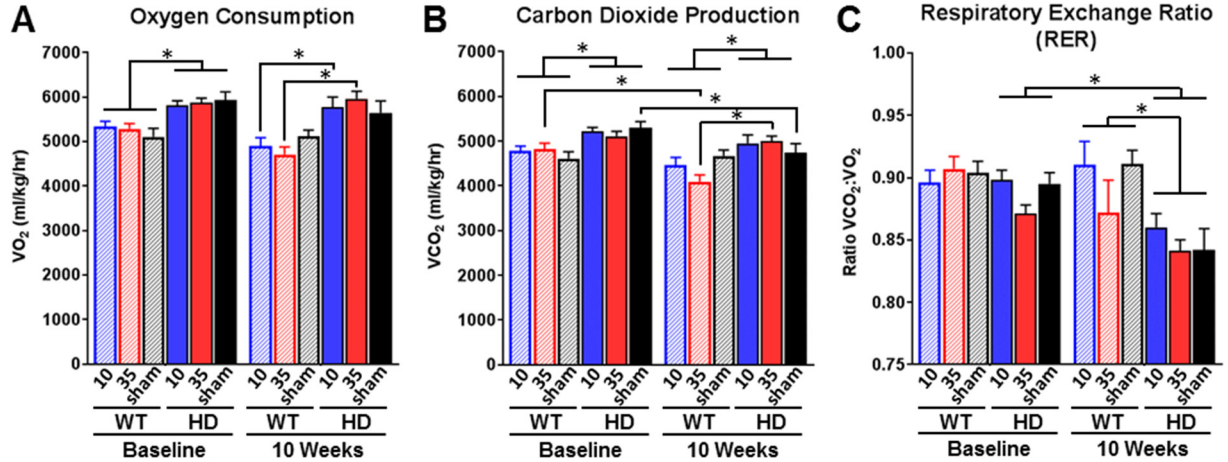 A
Oxygen Consumption
VO2 (ml/kg/hr)
7000
6000
5000
4000
3000
2000
1000
0
*
*
*
10 35 sham 10 35 sham 10 35 sham 10 35 sham
WT HD WT HD
Baseline 10 Weeks
B
Carbon Dioxide Production
VCO2 (ml/kg/hr)
7000
6000
5000
4000
3000
2000
1000
0
*
*
*
*
*
10 35 sham 10 35 sham 10 35 sham 10 35 sham
WT HD WT HD
Baseline 10 Weeks
C
Respiratory Exchange Ratio
(RER)
Ratio VCO2:VO2
1.00
0.95
0.90
0.85
0.80
0.75
*
*
10 35 sham 10 35 sham 10 35 sham 10 35 sham
WT HD WT HD
Baseline 10 Weeks